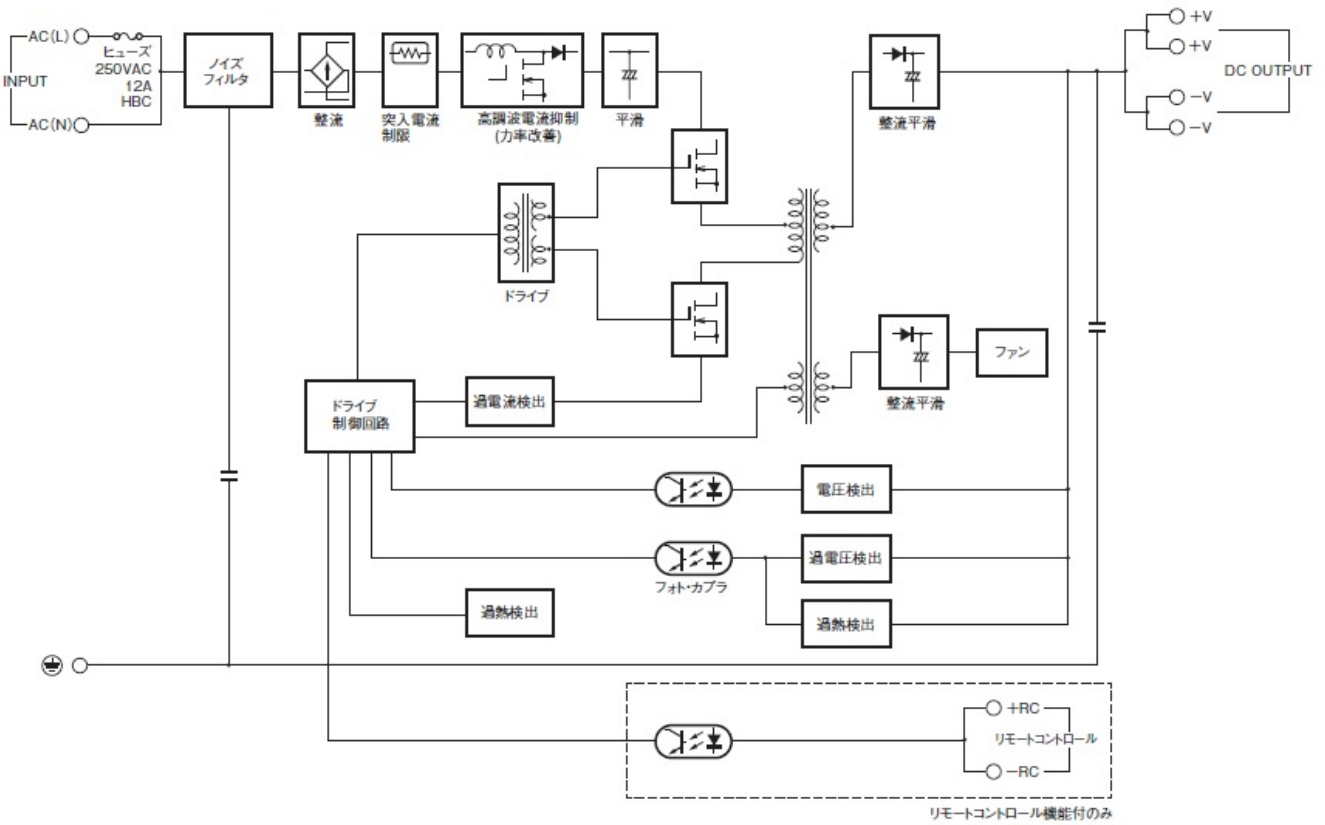 AC(L)
ヒューズ
250VAC
12A
HBC
INPUT
AC(N)
ノイズ
フィルタ
整流
突入電流
制限
高調波電流抑制
(力率改善)
平滑
整流平滑
+V
+V
DC OUTPUT
−V
−V
ドライブ
ドライブ
制御回路
過電流検出
整流平滑
ファン
電圧検出
過電圧検出
フォト・カプラ
過熱検出
過熱検出
+RC
リモートコントロール
−RC
リモートコントロール機能付のみ